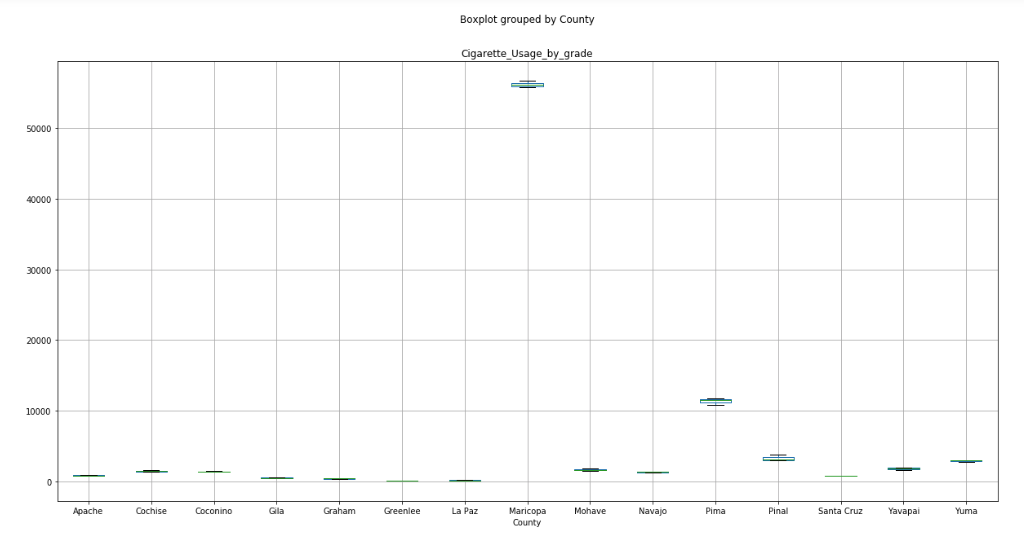 Boxplot grouped by County
Cigarette_Usage_by_grade
50000
40000
30000
20000
10000
0
Apache Cochise Coconino Gila Graham Greenlee La Paz Maricopa Mohave Navajo Pima Pinal Santa Cruz Yavapai Yuma
County